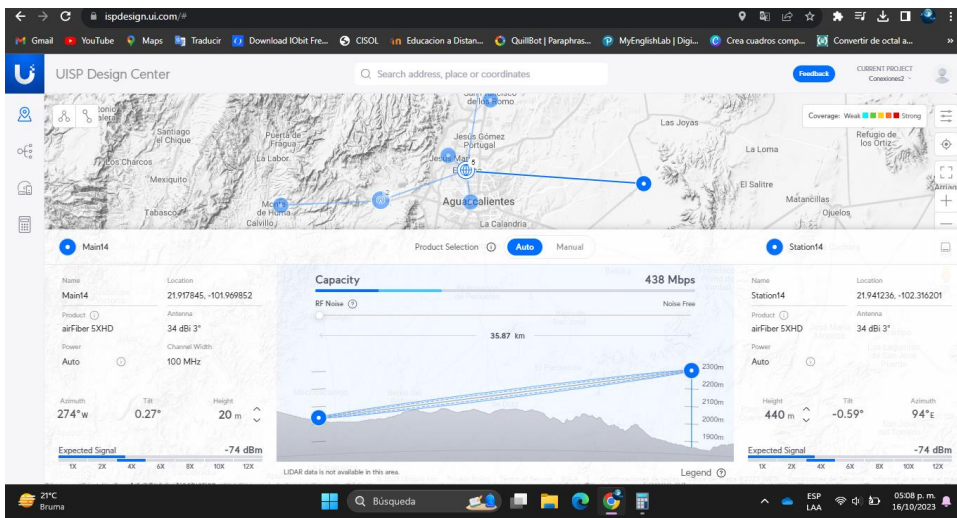 ispdesign.ui.com/#
Gmail YouTube Maps Traducir Download IObit Fre... CISOL Educacion a Distan... QuillBot | Paraphras... MyEnglishLab | Digi... Crea cuadros comp... Convertir de octal a... »
UISP Design Center
Search address, place or coordinates
Feedback
CURRENT PROJECT
Conexiones2
de los Romo
Las Joyas
Coverage: Weak Strong
Santiago
el Chique
Puerta de
Fragua
Jesús Gómez
Portugal
Refugio de
los Ortiz
La Labor
La Loma
Los Charcos
Mexiquito
El Salitre
Tabasco
Calvillo
Aguascalientes
Matancillas
Ojuelos
La Calandria
Main14
Product Selection Auto Manual
Station14
Name
Main14
Location
21.917845, -101.969852
Product
airFiber 5XHD
Antenna
34 dBi 3°
Power
Auto
Channel Width
100 MHz
Azimuth
274° w
Tilt
0.27°
Height
20 m
Expected Signal -74 dBm
1X 2X 4X 6X 8X 10X 12X
Capacity 438 Mbps
RF Noise Noise Free
35.87 km
2300m
2200m
2100m
2000m
1900m
LIDAR data is not available in this area.
Legend
Name
Station14
Location
21.941236, -102.316201
Product
airFiber 5XHD
Antenna
34 dBi 3°
Power
Auto
Height
440 m
Tilt
-0.59°
Azimuth
94° E
Expected Signal -74 dBm
1X 2X 4X 6X 8X 10X 12X
21°C
Bruma
Búsqueda
ESP
LAA
05:08 p. m.
16/10/2023